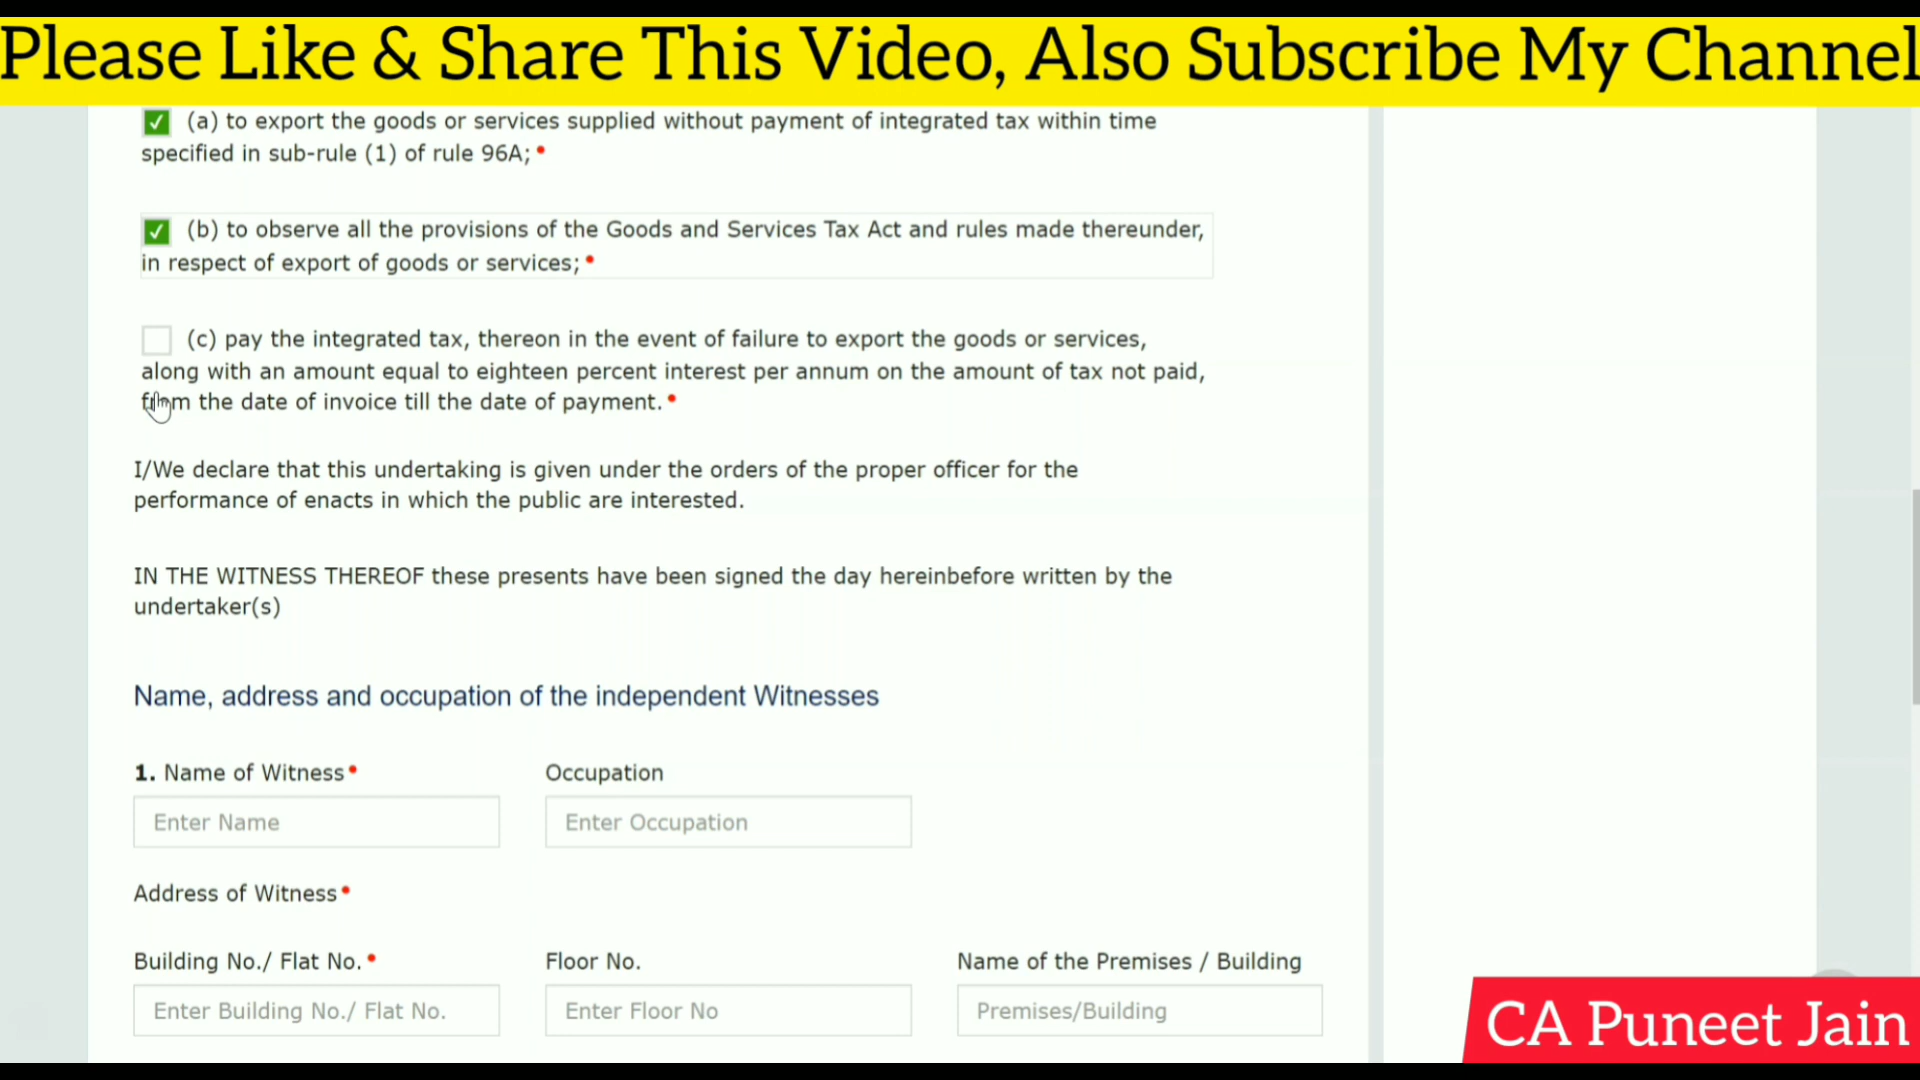 Please Like & Share This Video, Also Subscribe My Channel
(a) to export the goods or services supplied without payment of integrated tax within time
specified in sub-rule (1) of rule 96A;
(b) to observe all the provisions of the Goods and Services Tax Act and rules made thereunder,
in respect of export of goods or services;
(c) pay the integrated tax, thereon in the event of failure to export the goods or services,
along with an amount equal to eighteen percent interest per annum on the amount of tax not paid,
from the date of invoice till the date of payment.
I/We declare that this undertaking is given under the orders of the proper officer for the
performance of enacts in which the public are interested.
IN THE WITNESS THEREOF these presents have been signed the day hereinbefore written by the
undertaker(s)
Name, address and occupation of the independent Witnesses
1. Name of Witness Occupation
Enter Name Enter Occupation
Address of Witness
Building No./ Flat No. Floor No. Name of the Premises / Building
Enter Building No./ Flat No. Enter Floor No Premises/Building
CA Puneet Jain